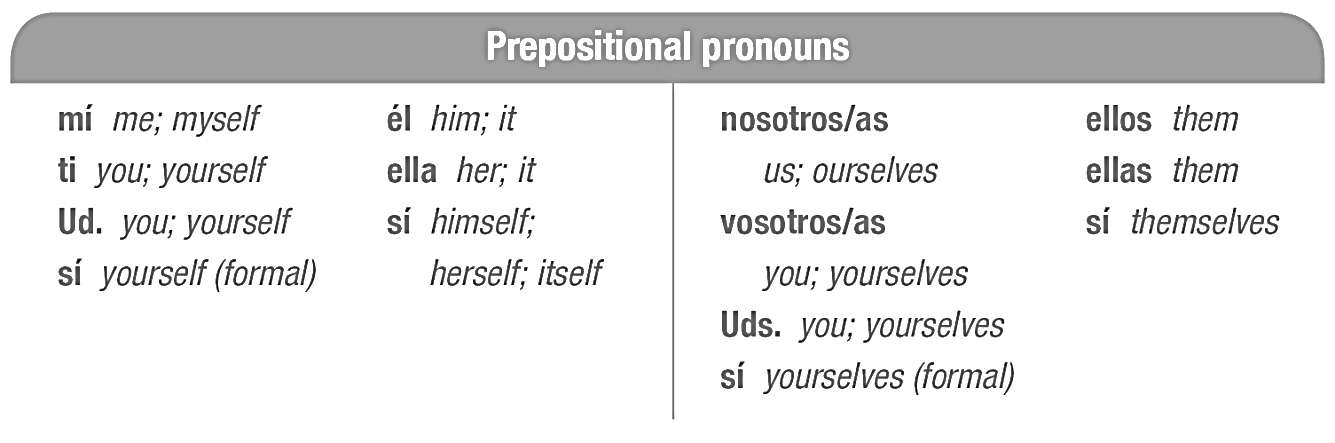 Prepositional pronouns
mí me; myself
ti you; yourself
Ud. you; yourself
sí yourself (formal)
él him; it
ella her; it
sí himself;
herself; itself
nosotros/as
us; ourselves
vosotros/as
you; yourselves
Uds. you; yourselves
sí yourselves (formal)
ellos them
ellas them
sí themselves